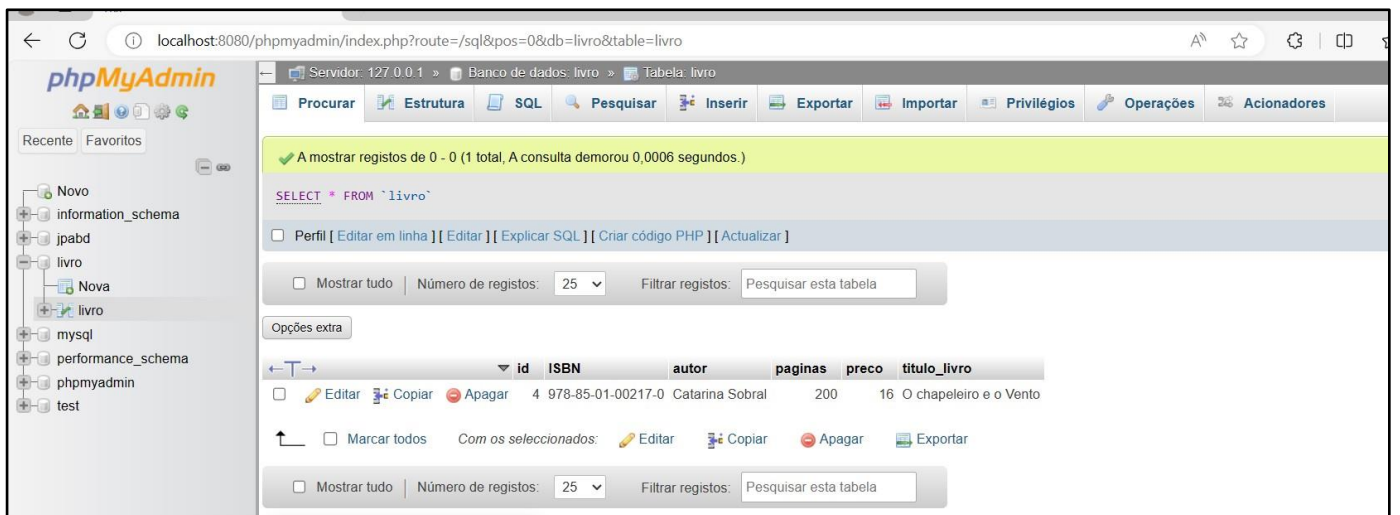 localhost:8080/phpmyadmin/index.php?route=/sql&pos=0&db=livro&table=livro
phpMyAdmin
Recente Favoritos
Novo
information_schema
jpabd
livro
Nova
livro
mysql
performance_schema
phpmyadmin
test
Servidor: 127.0.0.1 » Banco de dados: livro » Tabela: livro
Procurar Estrutura SQL Pesquisar Inserir Exportar Importar Privilégios Operações Acionadores
A mostrar registos de 0 - 0 (1 total, A consulta demorou 0,0006 segundos.)
SELECT * FROM `livro`
Perfil [ Editar em linha ] [ Editar ] [ Explicar SQL ] [ Criar código PHP ] [ Actualizar ]
Mostrar tudo | Número de registos: 25 Filtrar registos: Pesquisar esta tabela
Opções extra
id ISBN autor paginas preco titulo_livro
Editar Copiar Apagar 4 978-85-01-00217-0 Catarina Sobral 200 16 O chapeleiro e o Vento
Marcar todos Com os seleccionados: Editar Copiar Apagar Exportar
Mostrar tudo | Número de registos: 25 Filtrar registos: Pesquisar esta tabela